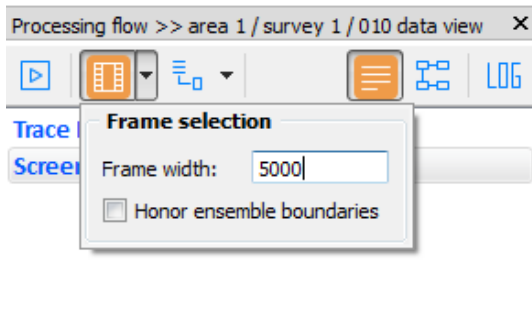 Processing flow >> area 1 / survey 1 / 010 data view
LOG
Trace
Frame selection
Screen
Frame width: 5000
Honor ensemble boundaries